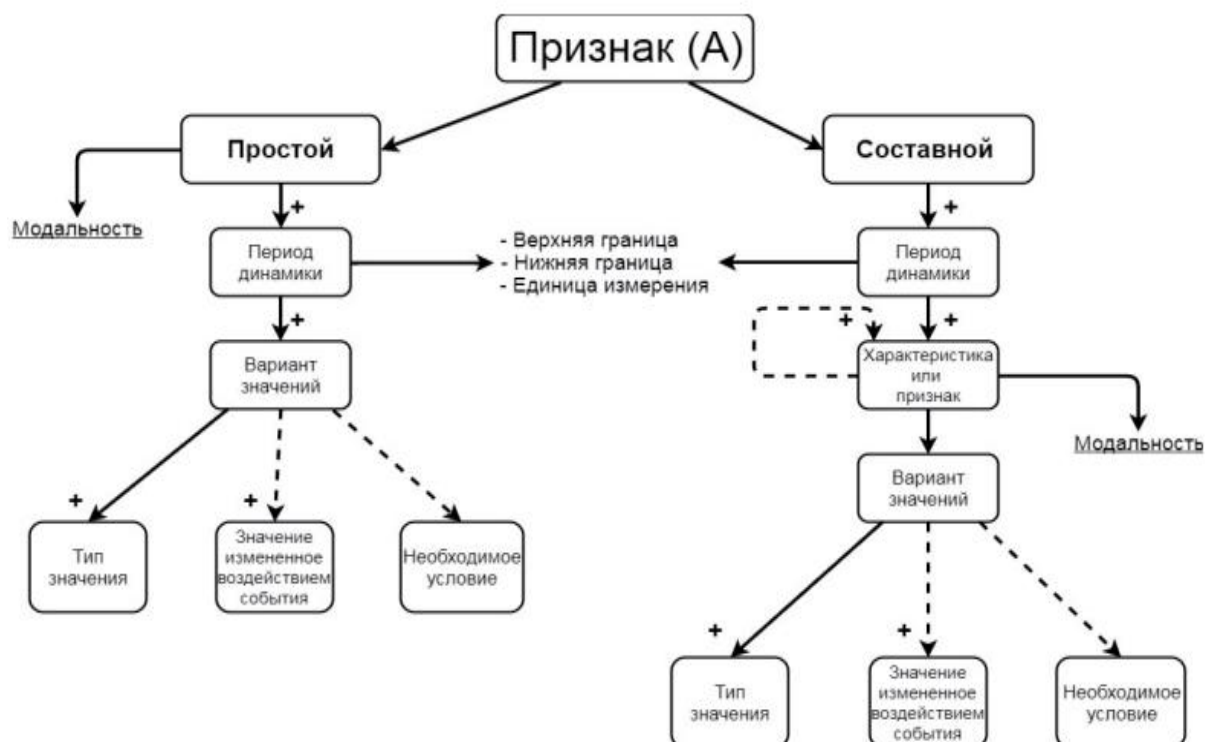 Признак (А)
Простой
Составной
+
+
Модальность
Период
динамики
- Верхняя граница
- Нижняя граница
- Единица измерения
Период
динамики
+
+
+
Вариант
значений
Характеристика
или
признак
Модальность
Вариант
значений
+
+
Тип
значения
Значение
измененное
воздействием
события
Необходимое
условие
+
+
Тип
значения
Значение
измененное
воздействием
события
Необходимое
условие